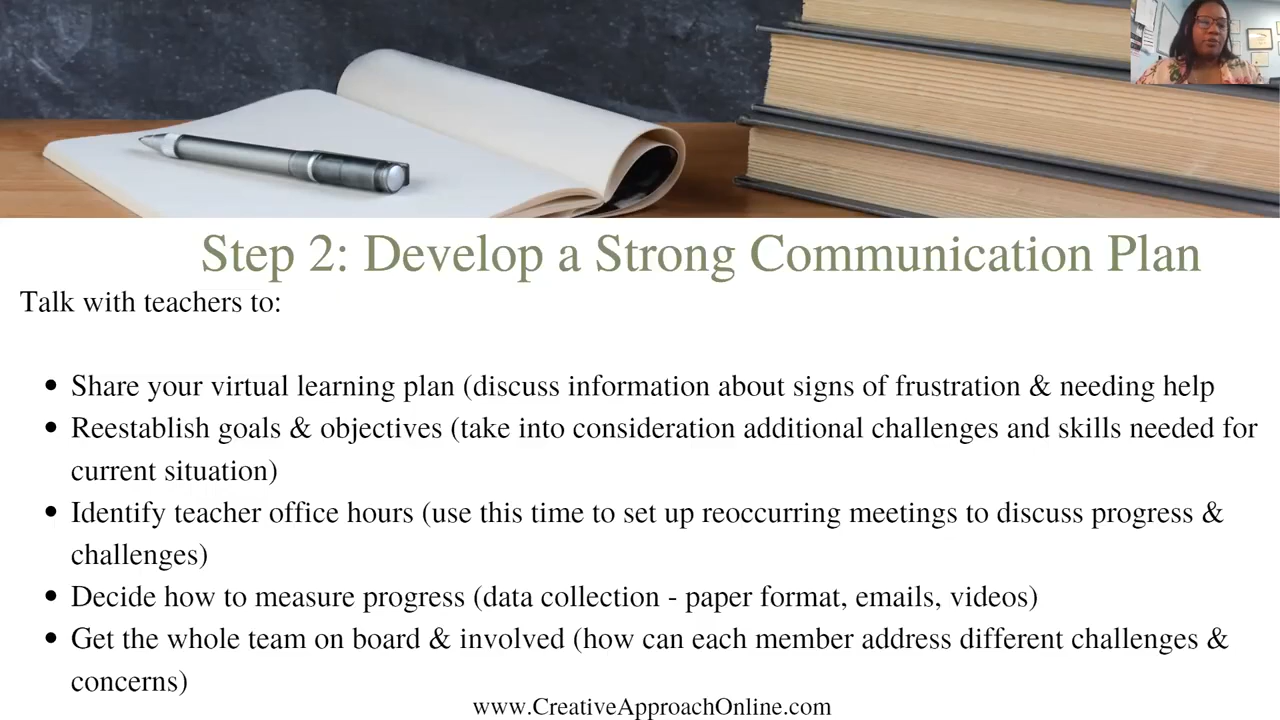 Step 2: Develop a Strong Communication Plan
Talk with teachers to:
• Share your virtual learning plan (discuss information about signs of frustration & needing help
• Reestablish goals & objectives (take into consideration additional challenges and skills needed for
current situation)
• Identify teacher office hours (use this time to set up reoccurring meetings to discuss progress &
challenges)
• Decide how to measure progress (data collection - paper format, emails, videos)
• Get the whole team on board & involved (how can each member address different challenges &
concerns)
www.CreativeApproachOnline.com